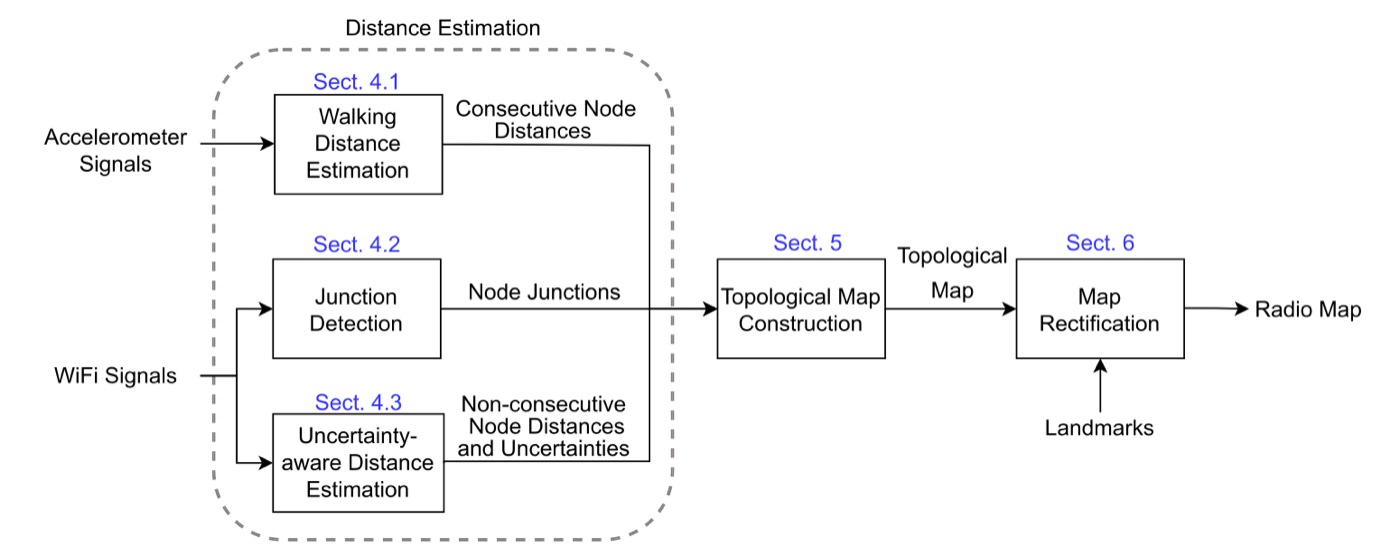 Distance Estimation
Sect. 4.1
Walking
Distance
Estimation
Accelerometer
Signals
Consecutive Node
Distances
Sect. 4.2
Junction
Detection
Node Junctions
WiFi Signals
Sect. 4.3
Uncertainty-
aware Distance
Estimation
Non-consecutive
Node Distances
and Uncertainties
Sect. 5
Topological Map
Construction
Topological
Map
Sect. 6
Map
Rectification
Radio Map
Landmarks